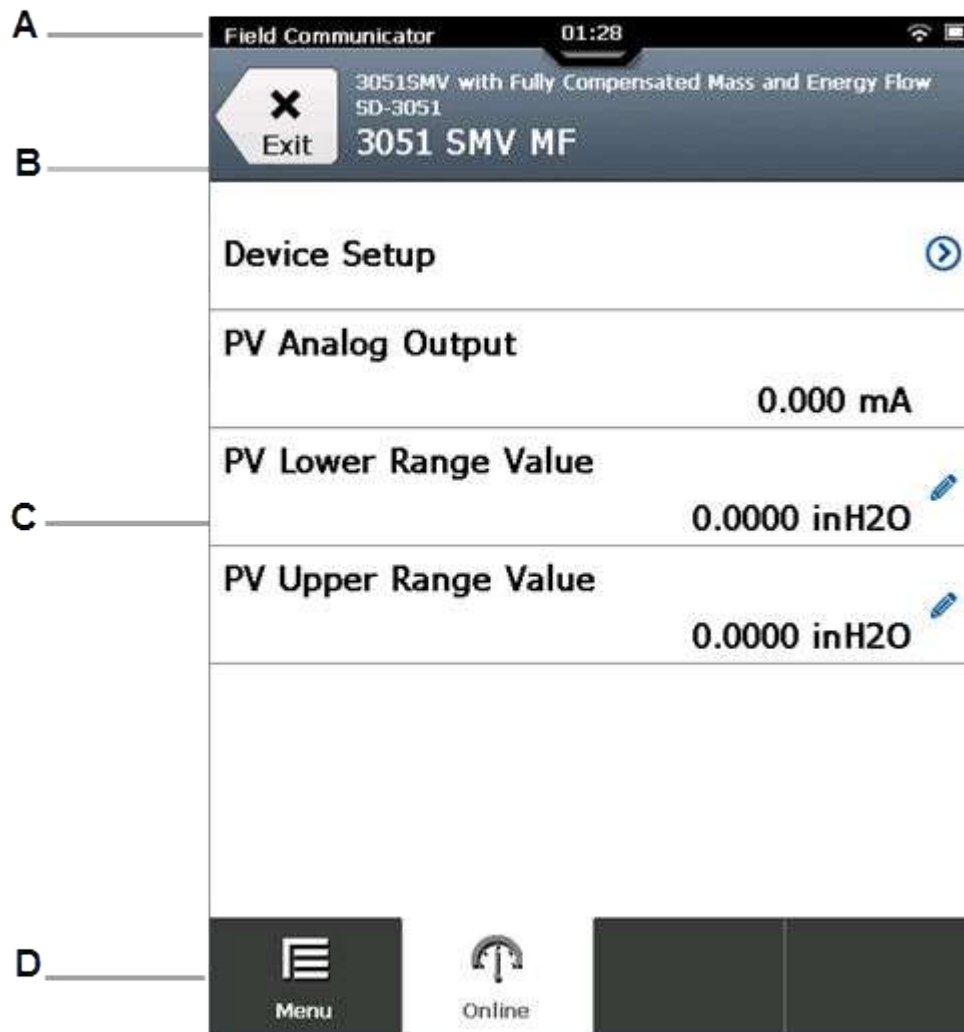 A
Field Communicator 01:28
3051SMV with Fully Compensated Mass and Energy Flow
SD-3051
Exit
3051 SMV MF
B
Device Setup
PV Analog Output
0.000 mA
PV Lower Range Value
0.0000 inH2O
C
PV Upper Range Value
0.0000 inH2O
D
Menu
Online